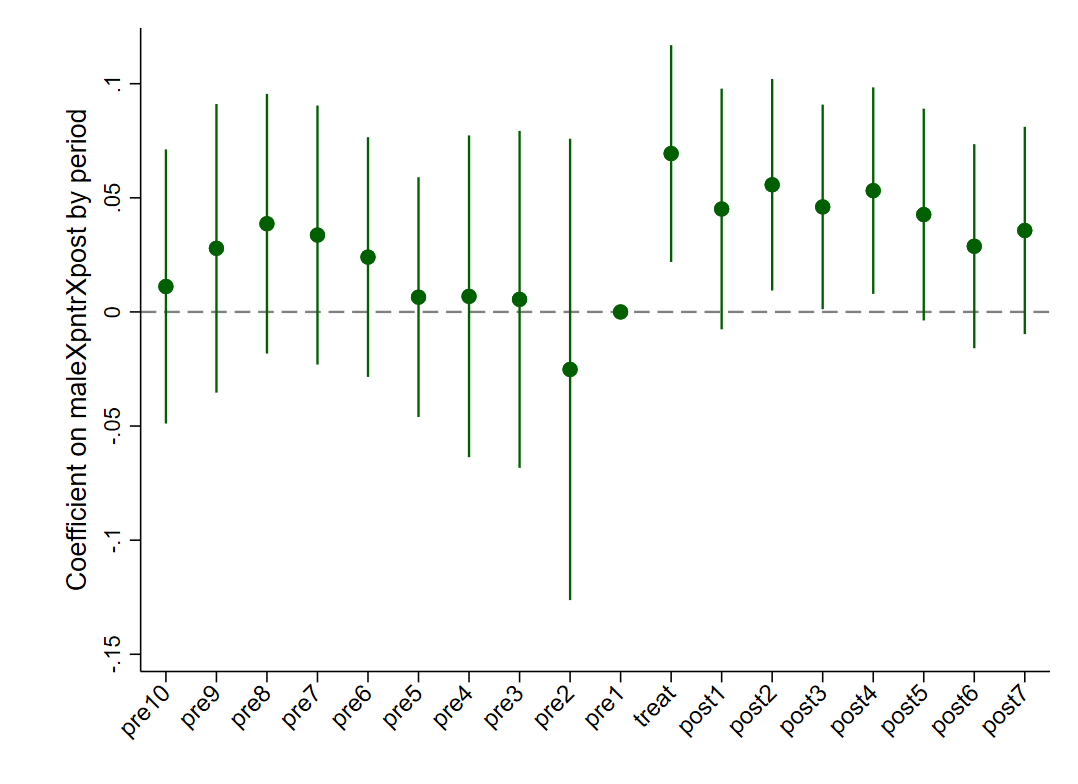 Coefficient on maleXpntrXpost by period
.1
.05
0
-.05
-.1
-.15
pre10
pre9
pre8
pre7
pre6
pre5
pre4
pre3
pre2
pre1
treat
post1
post2
post3
post4
post5
post6
post7